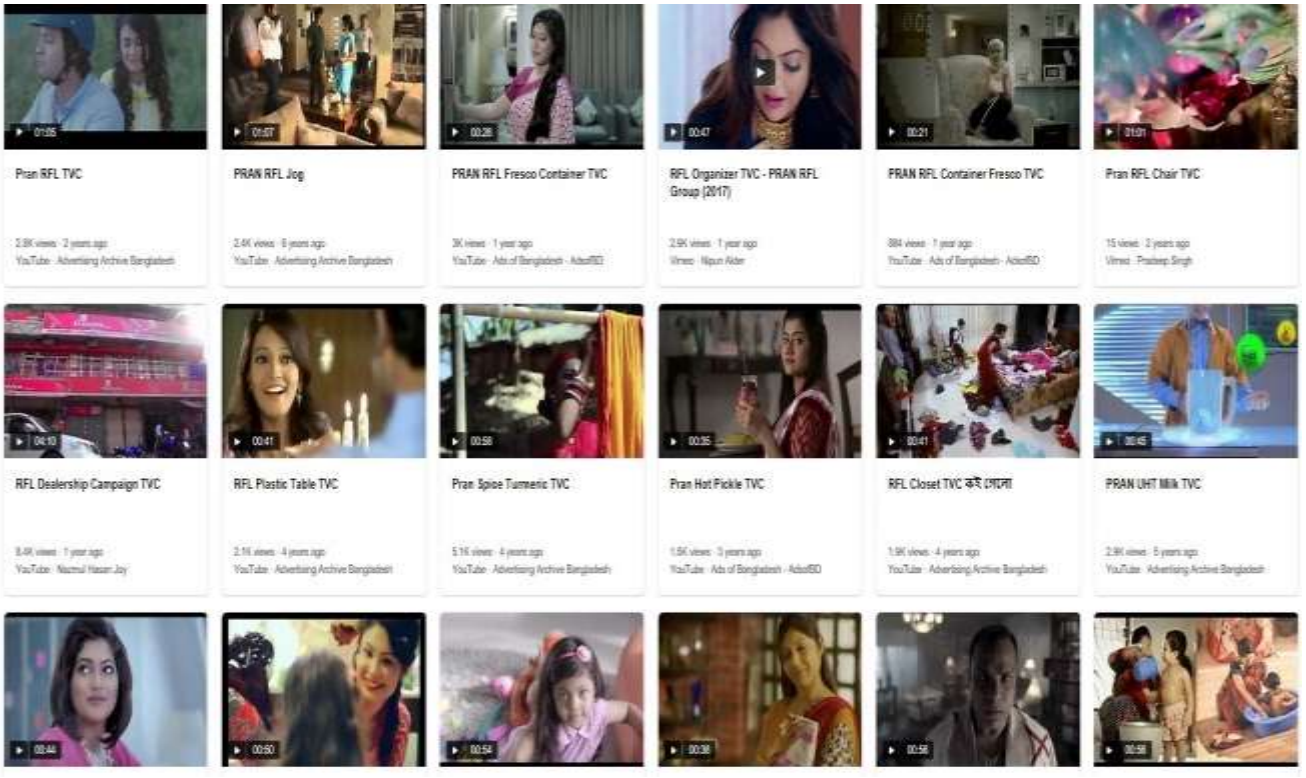 01:05
01:07
00:28
00:47
00:21
01:01
Pran RFL TVC
PRAN RFL Jog
PRAN RFL Fresco Container TVC
RFL Organizer TVC - PRAN RFL
Group (2017)
PRAN RFL Container Fresco TVC
Pran RFL Chair TVC
2.8K views · 2 years ago
2.4K views · 6 years ago
3K views · 1 year ago
2.9K views · 1 year ago
884 views · 1 year ago
15 views · 2 years ago
YouTube · Advertising Archive Bangladesh
YouTube · Advertising Archive Bangladesh
YouTube · Ads of Bangladesh - AdsofBD
Vimeo · Nipun Akter
YouTube · Ads of Bangladesh - AdsofBD
Vimeo · Pradeep Singh
04:10
00:41
00:58
00:35
00:41
00:45
RFL Dealership Campaign TVC
RFL Plastic Table TVC
Pran Spice Turmeric TVC
Pran Hot Pickle TVC
RFL Closet TVC কই গেলো
PRAN UHT Milk TVC
8.4K views · 1 year ago
2.1K views · 4 years ago
5.1K views · 4 years ago
1.5K views · 3 years ago
1.9K views · 4 years ago
2.9K views · 5 years ago
YouTube · Nazmul Hasan Joy
YouTube · Advertising Archive Bangladesh
YouTube · Advertising Archive Bangladesh
YouTube · Ads of Bangladesh - AdsofBD
YouTube · Advertising Archive Bangladesh
YouTube · Advertising Archive Bangladesh
00:44
00:50
00:54
00:38
00:56
00:56